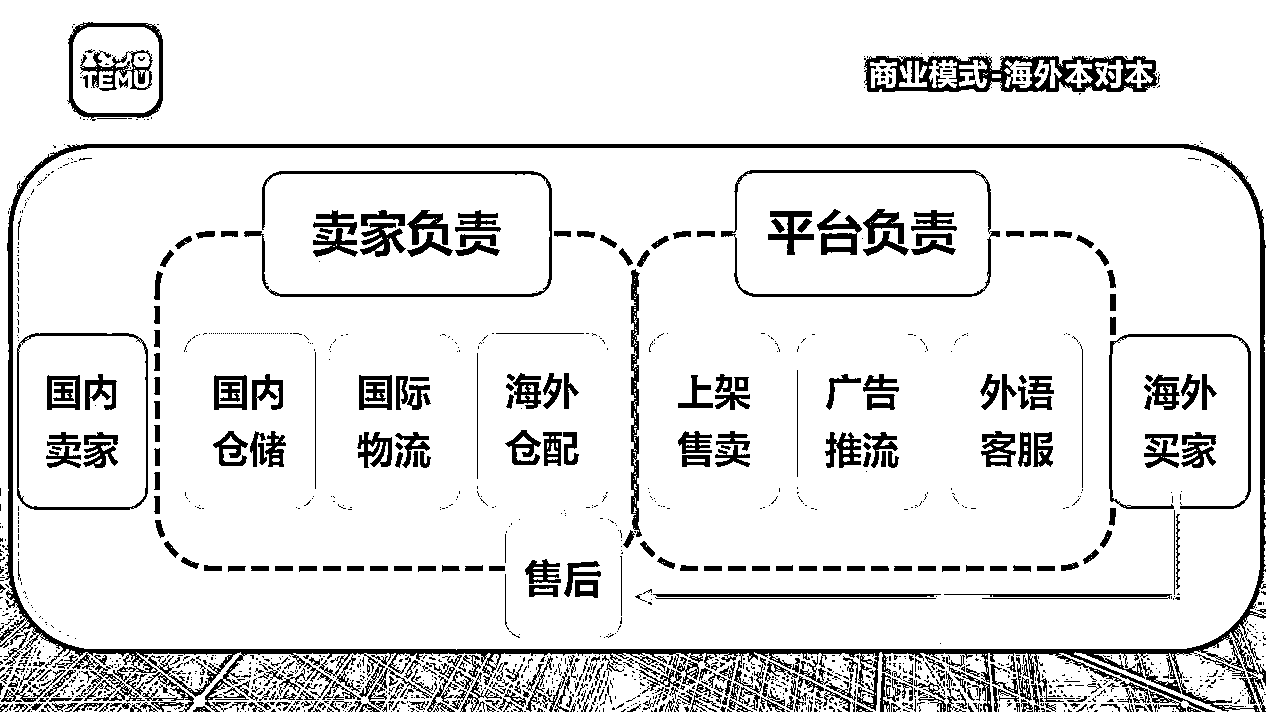 TEMU
商业模式-海外本对本
卖家负责
平台负责
国内
卖家
国内
仓储
国际
物流
海外
仓配
上架
售卖
广告
推流
外语
客服
海外
买家
售后